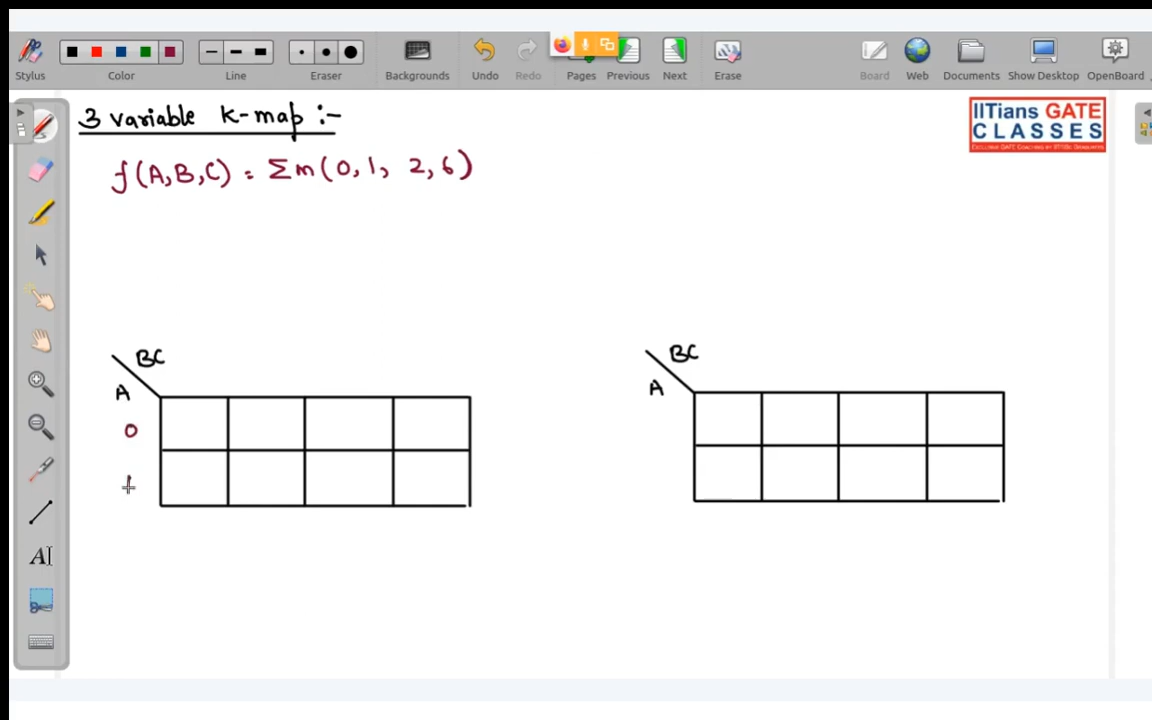 Stylus Color Line Eraser Backgrounds Undo Redo Pages Previous Next Erase Board Web Documents Show Desktop OpenBoard
3 variable K-map :-
IITians GATE
CLASSES
f(A,B,C) = Σm(0,1, 2,6)
BC
A
0
1
BC
A